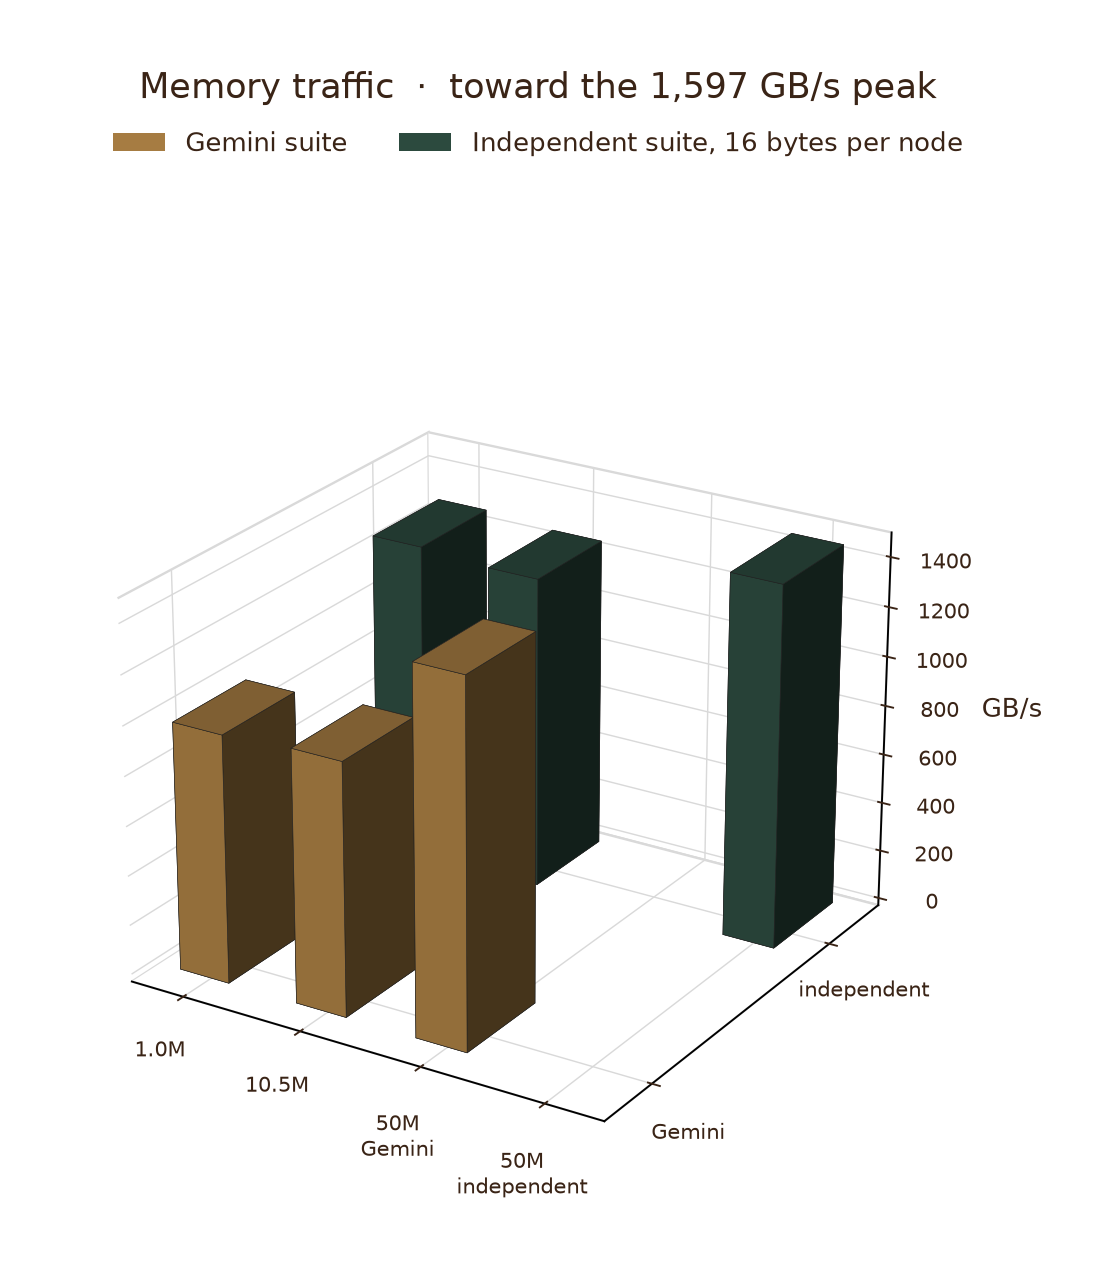 Memory traffic · toward the 1,597 GB/s peak
Gemini suite
Independent suite, 16 bytes per node
1400
1200
1000
800
GB/s
600
400
200
0
independent
Gemini
1.0M
10.5M
50M
Gemini
50M
independent